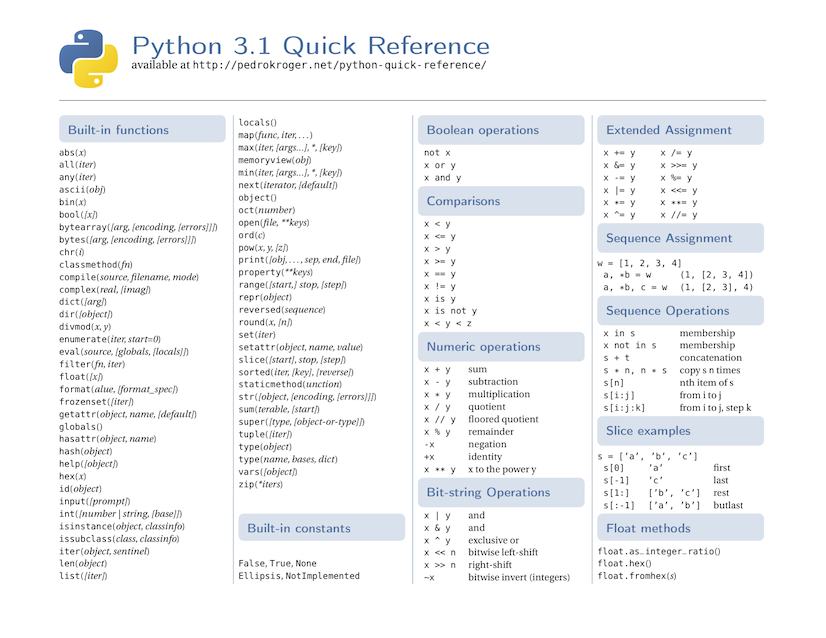 Python 3.1 Quick Reference
available at http://pedrokroger.net/python-quick-reference/
Built-in functions
abs(x)
all(iter)
any(iter)
ascii(obj)
bin(x)
bool([x])
bytearray([arg, [encoding, [errors]]])
bytes([arg, [encoding, [errors]]])
chr(i)
classmethod(fn)
compile(source, filename, mode)
complex(real, [imag])
dict([arg])
dir([object])
divmod(x, y)
enumerate(iter, start=0)
eval(source, [globals, [locals]])
filter(fn, iter)
float([x])
format(alue, [format_spec])
frozenset([iter])
getattr(object, name, [default])
globals()
hasattr(object, name)
hash(object)
help([object])
hex(x)
id(object)
input([prompt])
int([number | string, [base]])
isinstance(object, classinfo)
issubclass(class, classinfo)
iter(object, sentinel)
len(object)
list([iter])
locals()
map(func, iter, ...)
max(iter, [args...], *, [key])
memoryview(obj)
min(iter, [args...], *, [key])
next(iterator, [default])
object()
oct(number)
open(file, **keys)
ord(c)
pow(x, y, [z])
print([obj, ..., sep, end, file])
property(**keys)
range([start,] stop, [step])
repr(object)
reversed(sequence)
round(x, [n])
set(iter)
setattr(object, name, value)
slice([start], stop, [step])
sorted(iter, [key], [reverse])
staticmethod(unction)
str([object, [encoding, [errors]]])
sum(terable, [start])
super([type, [object-or-type]])
tuple([iter])
type(object)
type(name, bases, dict)
vars([object])
zip(*iters)
Built-in constants
False, True, None
Ellipsis, NotImplemented
Boolean operations
not x
x or y
x and y
Comparisons
x < y
x <= y
x > y
x >= y
x == y
x != y
x is y
x is not y
x < y < z
Numeric operations
x + y sum
x - y subtraction
x * y multiplication
x / y quotient
x // y floored quotient
x % y remainder
-x negation
+x identity
x ** y x to the power y
Bit-string Operations
x | y and
x & y and
x ^ y exclusive or
x << n bitwise left-shift
x >> n right-shift
~x bitwise invert (integers)
Extended Assignment
x += y x /= y
x &= y x >>= y
x -= y x %= y
x |= y x <<= y
x *= y x **= y
x ^= y x //= y
Sequence Assignment
w = [1, 2, 3, 4]
a, *b = w (1, [2, 3, 4])
a, *b, c = w (1, [2, 3], 4)
Sequence Operations
x in s membership
x not in s membership
s + t concatenation
s * n, n * s copy s n times
s[n] nth item of s
s[i:j] from i to j
s[i:j:k] from i to j, step k
Slice examples
s = ['a', 'b', 'c']
s[0] 'a' first
s[-1] 'c' last
s[1:] ['b', 'c'] rest
s[:-1] ['a', 'b'] butlast
Float methods
float.as_integer_ratio()
float.hex()
float.fromhex(s)